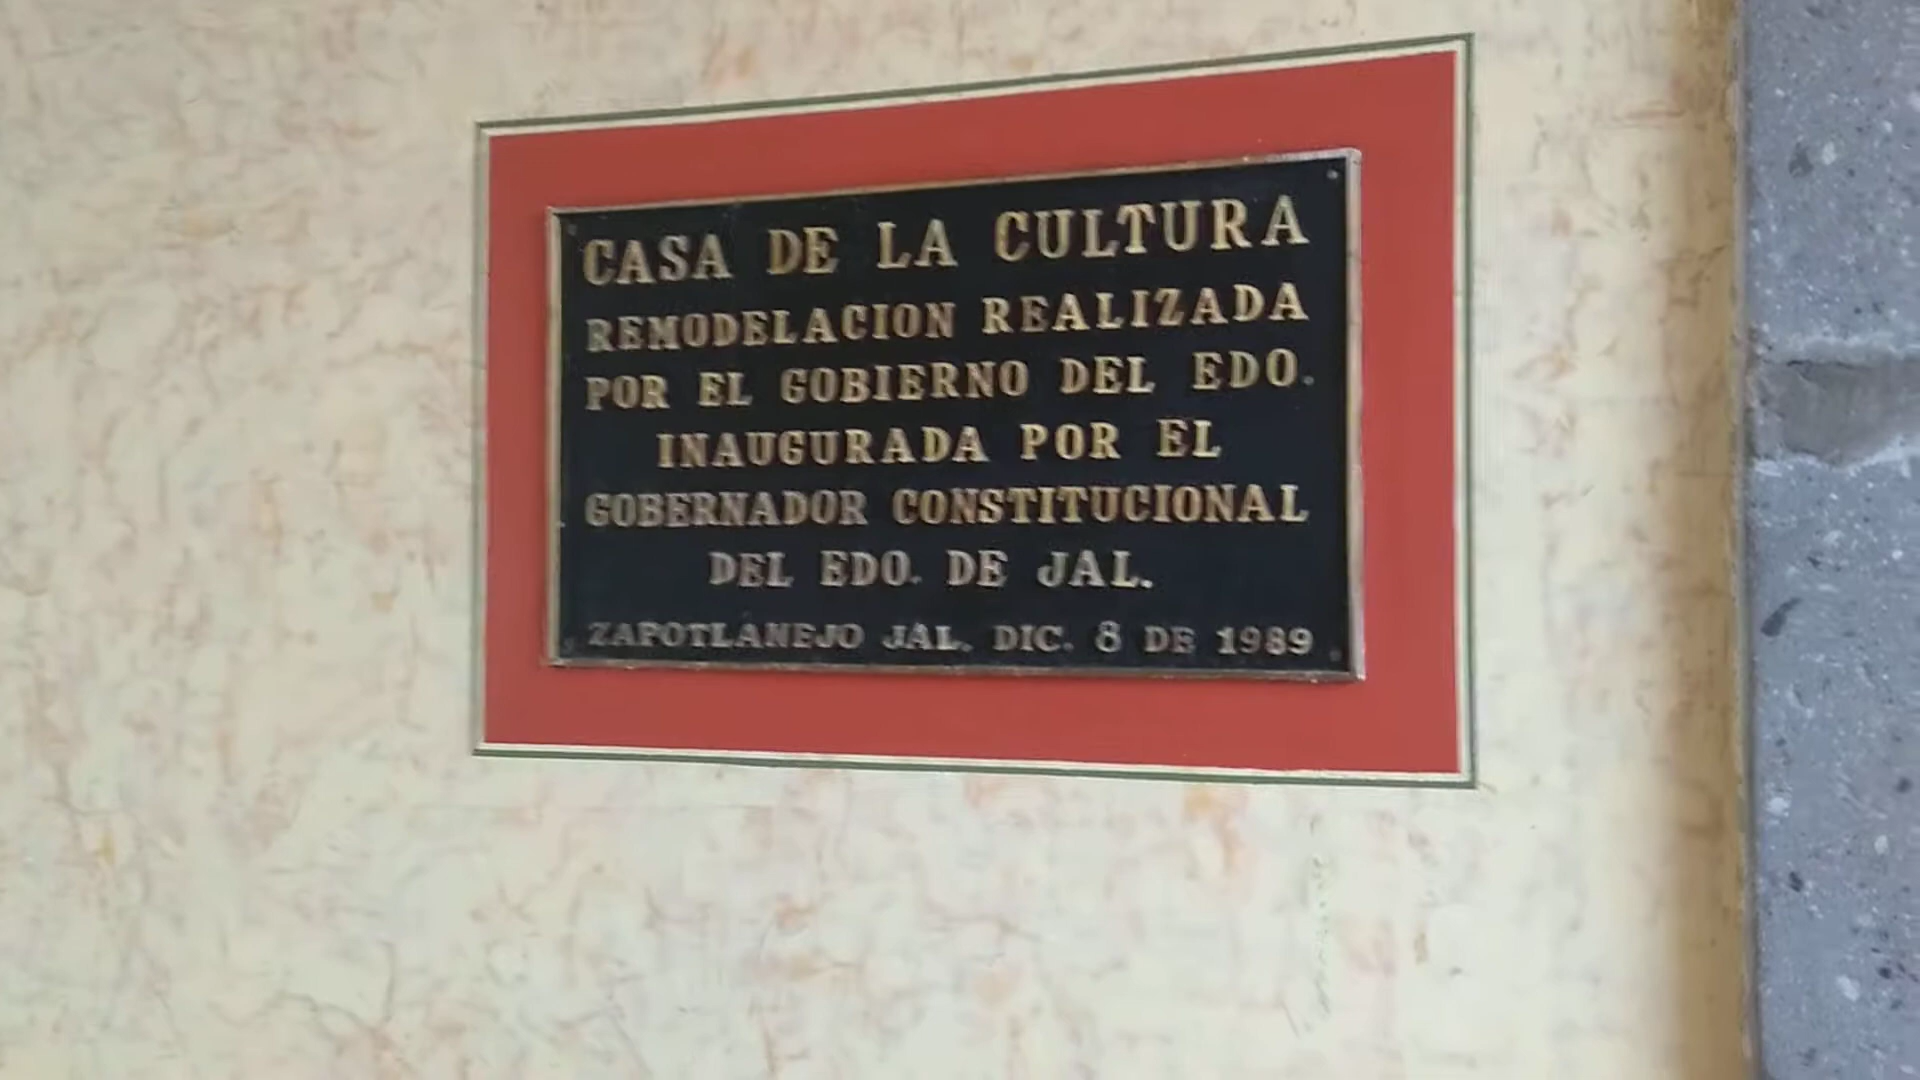 CASA DE LA CULTURA
REMODELACION REALIZADA
POR EL GOBIERNO DEL EDO.
INAUGURADA POR EL
GOBERNADOR CONSTITUCIONAL
DEL EDO. DE JAL.
ZAPOTLANEJO JAL. DIC. 8 DE 1989